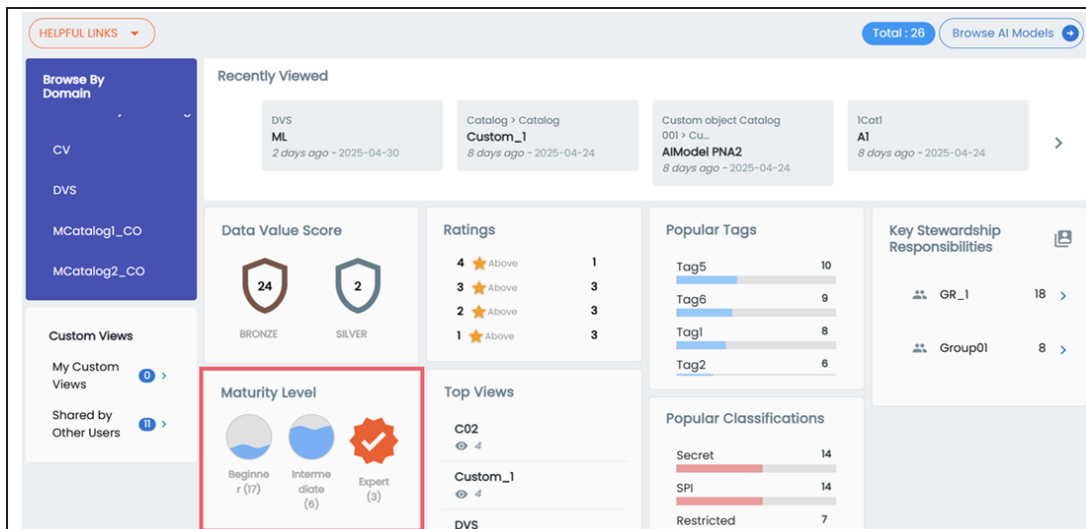 HELPFUL LINKS
Total : 26
Browse AI Models
Browse By
Domain
CV
DVS
MCatalog1_CO
MCatalog2_CO
Custom Views
My Custom
Views
0
Shared by
Other Users
11
Recently Viewed
DVS
ML
2 days ago - 2025-04-30
Catalog > Catalog
Custom_1
8 days ago - 2025-04-24
Custom object Catalog
001 > Cu...
AIModel PNA2
8 days ago - 2025-04-24
1Cat1
A1
8 days ago - 2025-04-24
Data Value Score
24
BRONZE
2
SILVER
Ratings
4 Above 1
3 Above 3
2 Above 3
1 Above 3
Popular Tags
Tag5 10
Tag6 9
Tag1 8
Tag2 6
Key Stewardship
Responsibilities
GR_1 18
Group01 8
Maturity Level
Beginne
r (17)
Interme
diate
(6)
Expert
(3)
Top Views
C02
4
Custom_1
4
DVS
Popular Classifications
Secret 14
SPI 14
Restricted 7